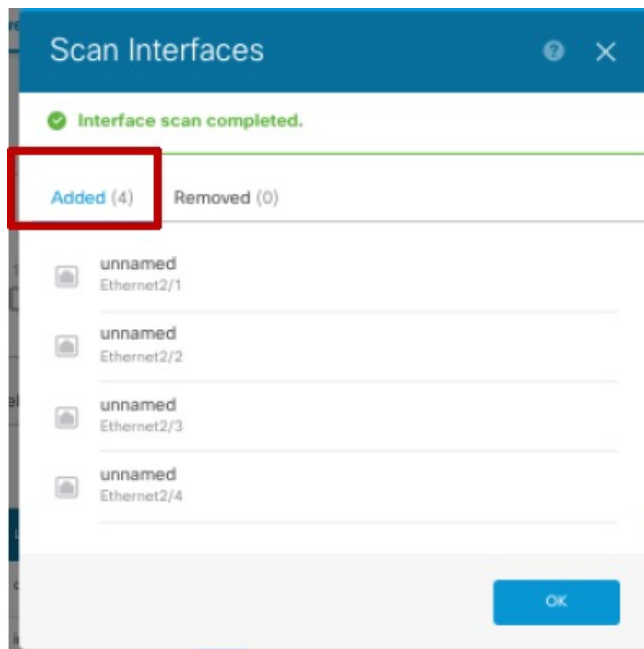 Scan Interfaces
Interface scan completed.
Added (4)
Removed (0)
unnamed
Ethernet2/1
unnamed
Ethernet2/2
unnamed
Ethernet2/3
unnamed
Ethernet2/4
OK